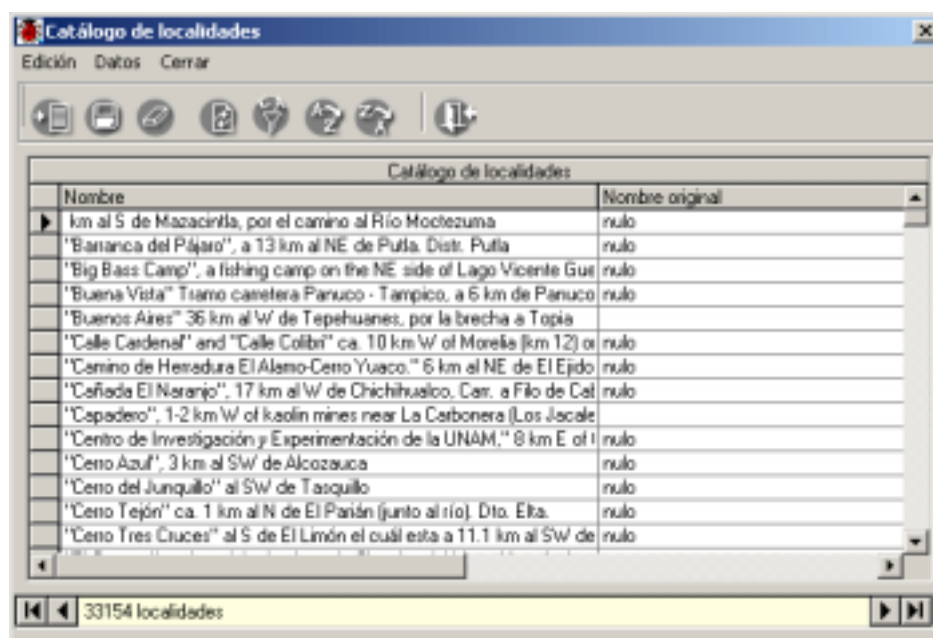 Catálogo de localidades
Edición Datos Cerrar
Catálogo de localidades
Nombre Nombre original
km al S de Mazacintla, por el camino al Río Moctezuma nulo
"Barranca del Pájaro", a 13 km al NE de Putla. Distr. Putla nulo
"Big Bass Camp", a fishing camp on the NE side of Lago Vicente Gue nulo
"Buena Vista" Tramo carretera Panuco - Tampico, a 6 km de Panuco nulo
"Buenos Aires" 36 km al W de Tepehuanes, por la brecha a Topia
"Calle Cardenal" and "Calle Colibri" ca. 10 km W of Morelia (km 12) o nulo
"Camino de Herradura El Alamo-Cerro Yuaco." 6 km al NE de El Ejido nulo
"Cañada El Naranjo", 17 km al W de Chichihualco, Carr. a Filo de Cab nulo
"Capadero", 1-2 km W of kaolin mines near La Carbonera (Los Jacale
"Centro de Investigación y Experimentación de la UNAM," 8 km E of nulo
"Cerro Azul", 3 km al SW de Alcozauca nulo
"Cerro del Junquillo" al SW de Tasquillo nulo
"Cerro Tejón" ca. 1 km al N de El Parián (junto al río). Dto. Etla. nulo
"Cerro Tres Cruces" al S de El Limón el cuál esta a 11.1 km al SW de nulo
33154 localidades